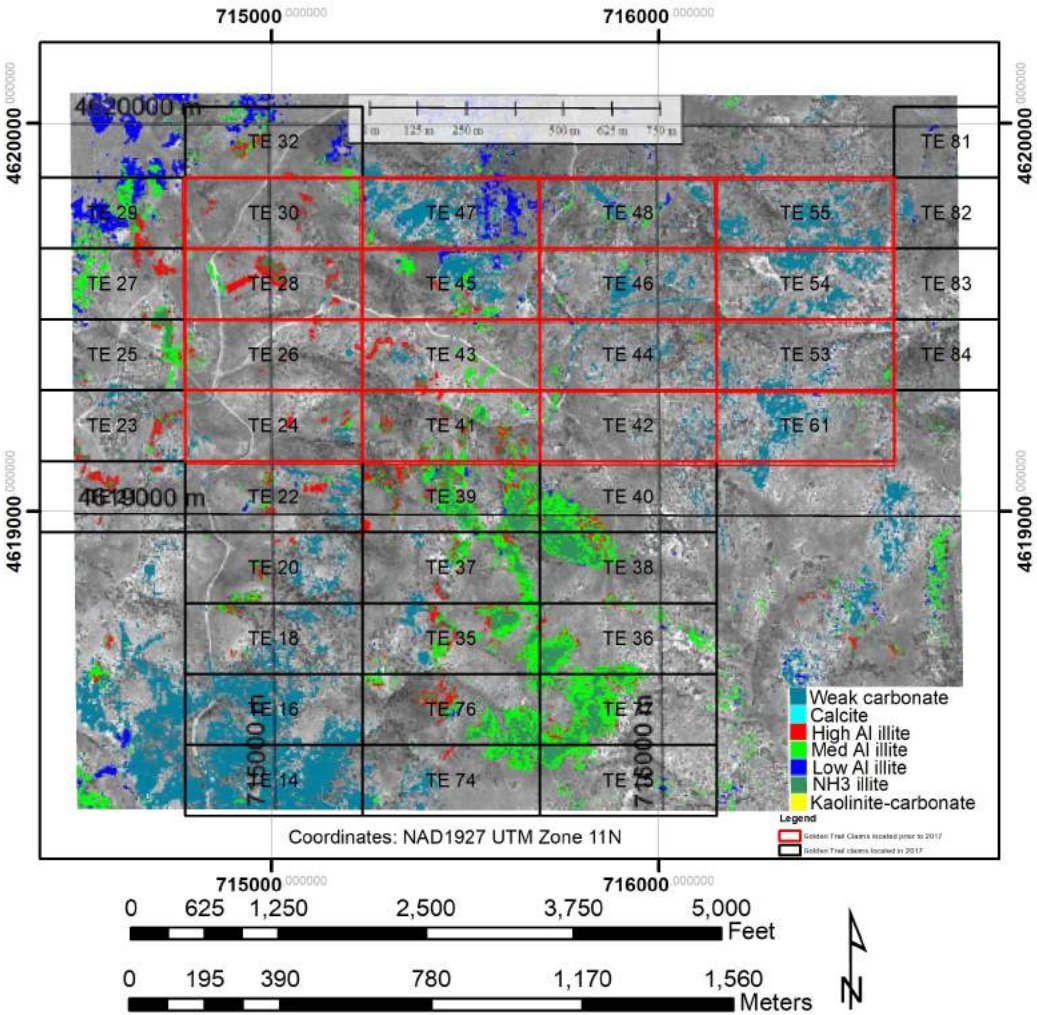 715000 000000 716000 000000
4620000 000000
4620000 000000
4620000 m
0 m 125 m 250 m 500 m 625 m 750 m
TE 32 TE 81
TE 29 TE 30 TE 47 TE 48 TE 55 TE 82
TE 27 TE 28 TE 45 TE 46 TE 54 TE 83
TE 25 TE 26 TE 43 TE 44 TE 53 TE 84
TE 23 TE 24 TE 41 TE 42 TE 61
4619000 m TE 22 TE 39 TE 40
4619000 000000
4619000 000000
TE 20 TE 37 TE 38
TE 18 TE 35 TE 36
TE 16 TE 76 TE 77
TE 14 TE 74
715000 m
716000 m
Weak carbonate
Calcite
High Al illite
Med Al illite
Low Al illite
NH3 illite
Kaolinite-carbonate
Legend
Golden Trail Claims located prior to 2017
Golden Trail claims located in 2017
Coordinates: NAD1927 UTM Zone 11N
715000 000000 716000 000000
0 625 1,250 2,500 3,750 5,000
Feet
0 195 390 780 1,170 1,560
Meters
N